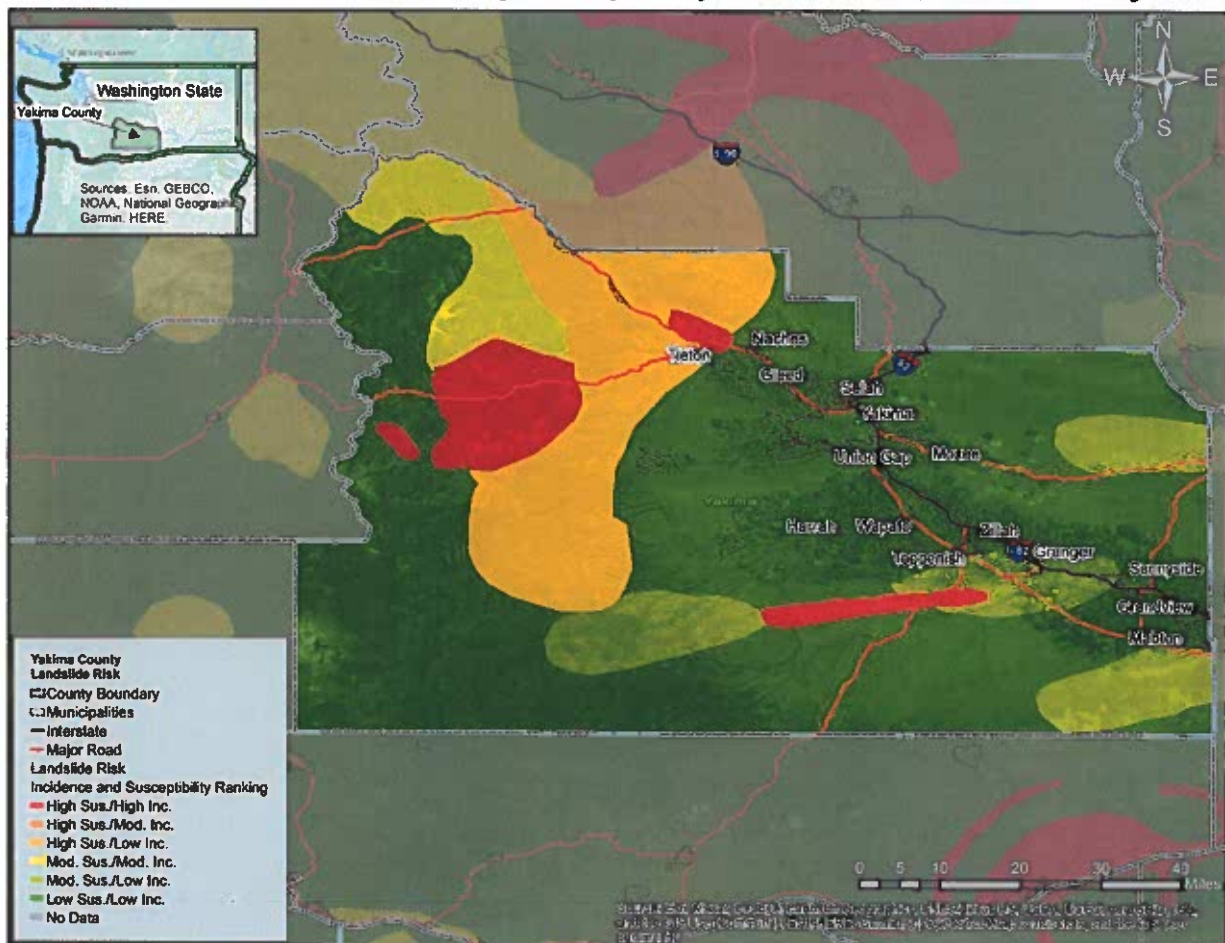 Washington State
Yakima County
Sources: Esri, GEBCO,
NOAA, National Geographic
Garmin, HERE
N
W E
S
90
Naches
Tieton
Gleed
82
Selah
Yakima
Union Gap
Moxee
Yakima
Harrah
Wapato
Zillah
Toppenish
82
Granger
Sunnyside
Grandview
Mabton
Yakima County
Landslide Risk
County Boundary
Municipalities
Interstate
Major Road
Landslide Risk
Incidence and Susceptibility Ranking
High Sus./High Inc.
High Sus./Mod. Inc.
High Sus./Low Inc.
Mod. Sus./Mod. Inc.
Mod. Sus./Low Inc.
Low Sus./Low Inc.
No Data
0 5 10 20 30 40
Miles